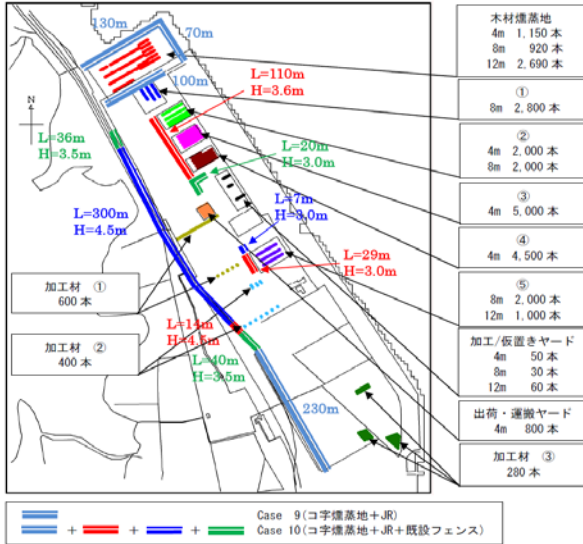 130m
70m
100m
L=110m
H=3.6m
N
L=36m
H=3.5m
L=20m
H=3.0m
L=300m
H=4.5m
L=7m
H=3.0m
L=29m
H=3.0m
加工材 ①
600 本
L=14m
H=4.5m
加工材 ②
400 本
L=40m
H=3.5m
230m
木材燻蒸地
4m 1,150 本
8m 920 本
12m 2,690 本
①
8m 2,800 本
②
4m 2,000 本
8m 2,000 本
③
4m 5,000 本
④
4m 4,500 本
⑤
8m 2,000 本
12m 1,000 本
加工/仮置きヤード
4m 50 本
8m 30 本
12m 60 本
出荷・運搬ヤード
4m 800 本
加工材 ③
280 本
Case 9(コ字燻蒸地+JR)
+ + + Case 10(コ字燻蒸地+JR+既設フェンス)